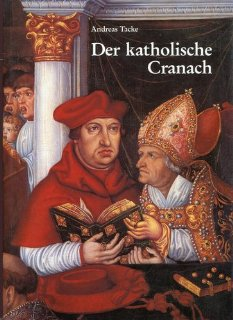 Andreas Tacke
Der katholische
Cranach